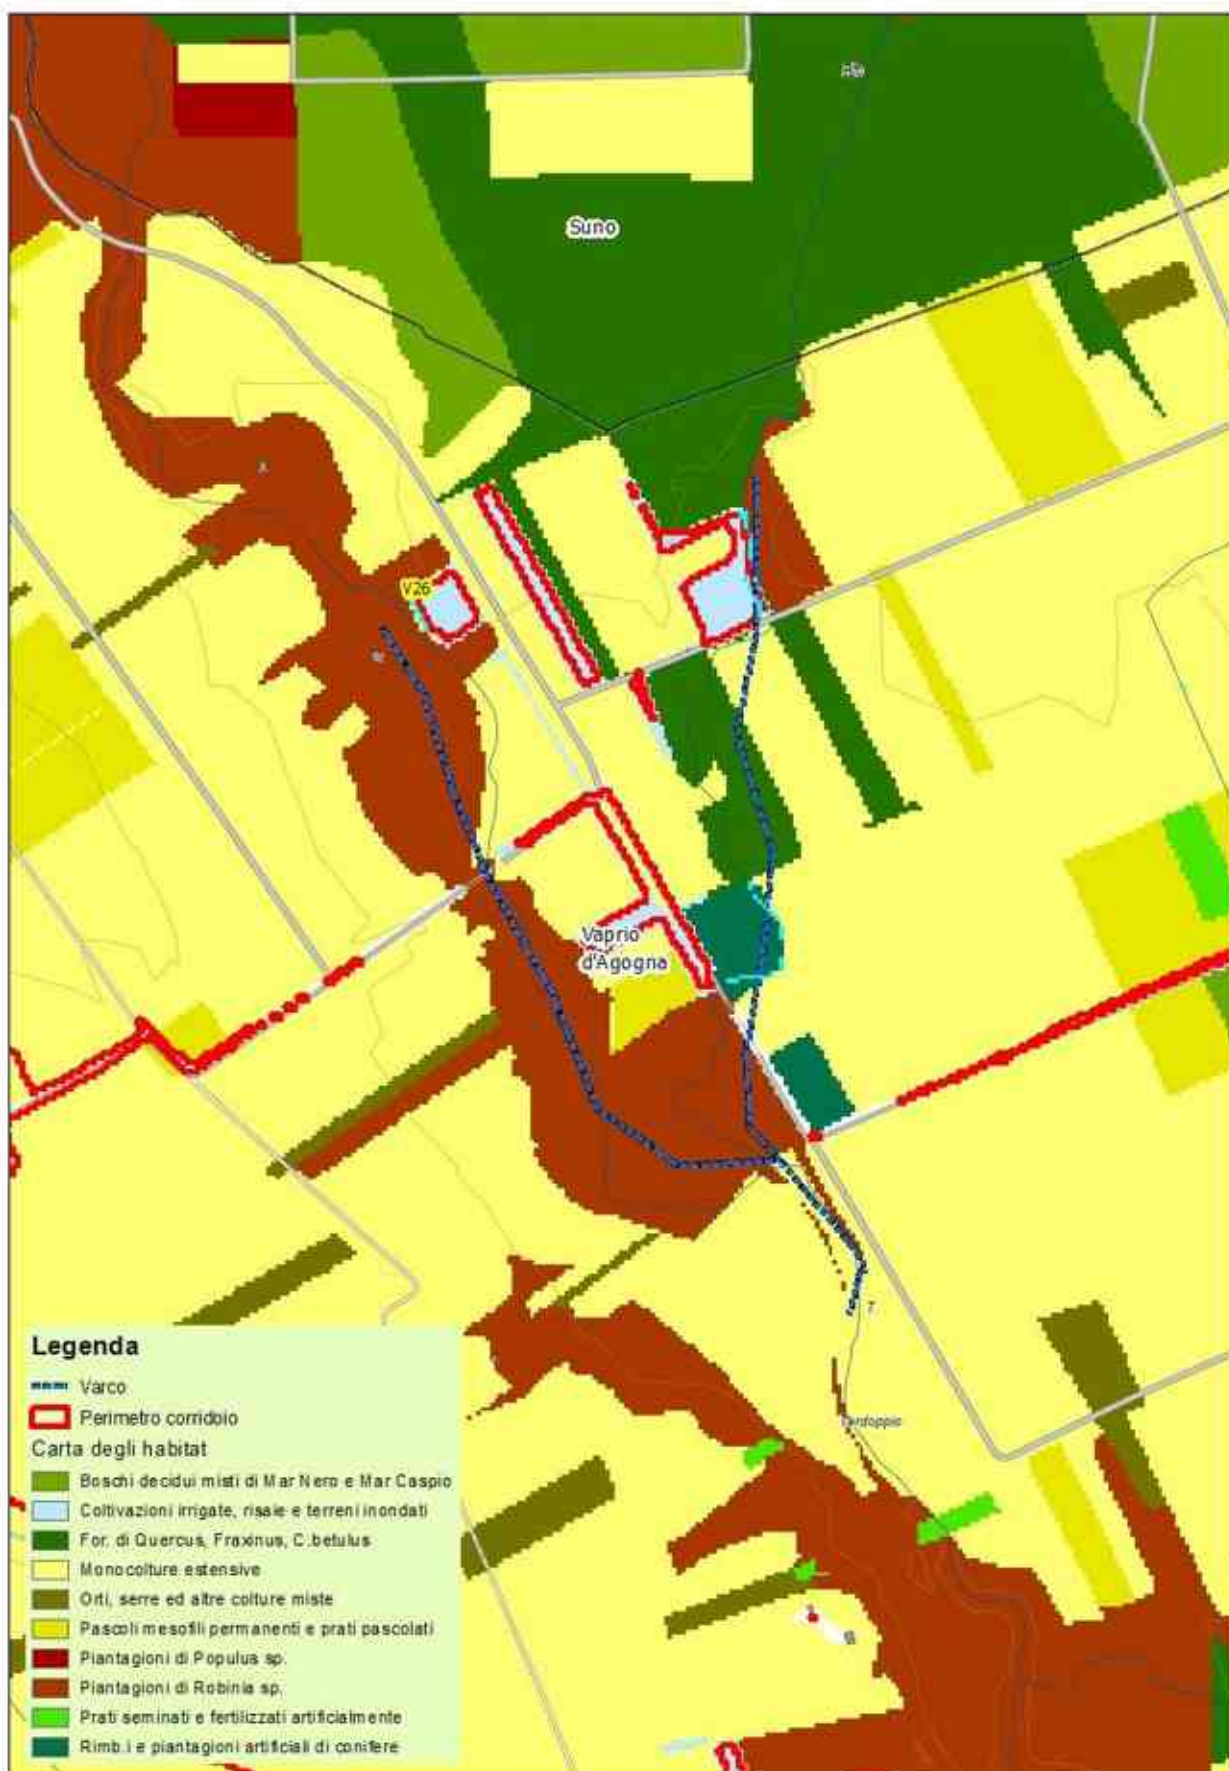 Suno
V26
Vaprio
d'Agogna
Legenda
Varco
Perimetro corridoio
Carta degli habitat
Boschi decidui misti di Mar Nero e Mar Caspio
Coltivazioni irrigate, risaie e terreni inondati
For. di Quercus, Fraxinus, C.betulus
Monocolture estensive
Orti, serre ed altre colture miste
Pascoli mesofili permanenti e prati pascolati
Piantagioni di Populus sp.
Piantagioni di Robinia sp.
Prati seminati e fertilizzati artificialmente
Rimb.i e piantagioni artificiali di conifere